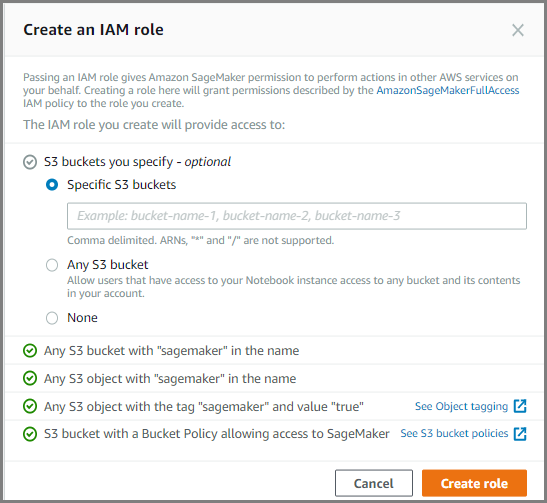 Create an IAM role
Passing an IAM role gives Amazon SageMaker permission to perform actions in other AWS services on
your behalf. Creating a role here will grant permissions described by the AmazonSageMakerFullAccess
IAM policy to the role you create.
The IAM role you create will provide access to:
S3 buckets you specify - optional
Specific S3 buckets
Example: bucket-name-1, bucket-name-2, bucket-name-3
Comma delimited. ARNs, "*" and "/" are not supported.
Any S3 bucket
Allow users that have access to your Notebook instance access to any bucket and its contents
in your account.
None
Any S3 bucket with "sagemaker" in the name
Any S3 object with "sagemaker" in the name
Any S3 object with the tag "sagemaker" and value "true" See Object tagging
S3 bucket with a Bucket Policy allowing access to SageMaker See S3 bucket policies
Cancel Create role